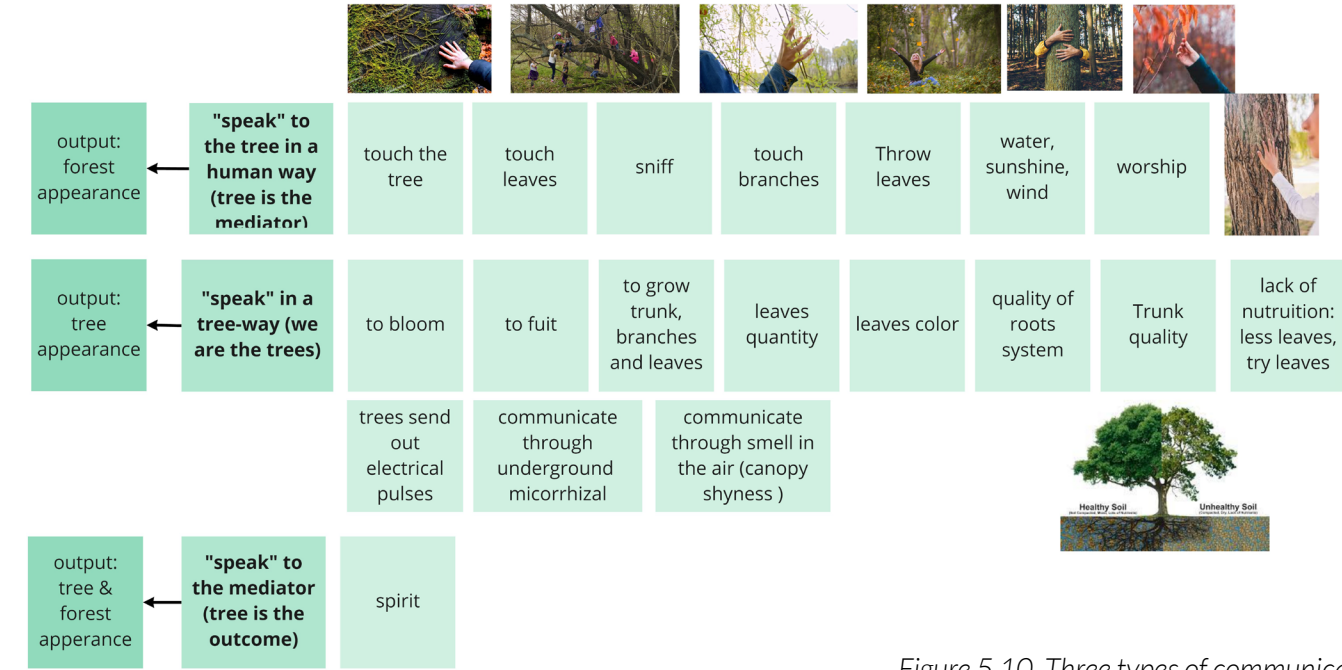 output:
forest
appearance
"speak" to
the tree in a
human way
(tree is the
mediator)
touch the
tree
touch
leaves
sniff
touch
branches
Throw
leaves
water,
sunshine,
wind
worship
output:
tree
appearance
"speak" in a
tree-way (we
are the trees)
to bloom
to fuit
to grow
trunk,
branches
and leaves
leaves
quantity
leaves color
quality of
roots
system
Trunk
quality
lack of
nutruition:
less leaves,
try leaves
trees send
out
electrical
pulses
communicate
through
underground
micorrhizal
communicate
through smell in
the air (canopy
shyness )
Healthy Soil
Unhealthy Soil
output:
tree &
forest
apperance
"speak" to
the mediator
(tree is the
outcome)
spirit
Figure 5.10. Three types of communic